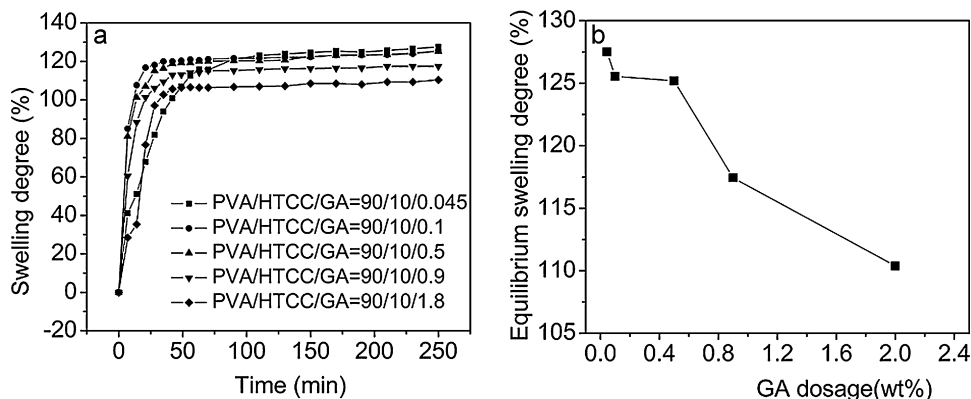 a
Swelling degree (%)
140
120
100
80
60
40
20
0
-20
PVA/HTCC/GA=90/10/0.045
PVA/HTCC/GA=90/10/0.1
PVA/HTCC/GA=90/10/0.5
PVA/HTCC/GA=90/10/0.9
PVA/HTCC/GA=90/10/1.8
0 50 100 150 200 250
Time (min)
b
Equilibrium swelling degree (%)
130
125
120
115
110
105
0.0 0.4 0.8 1.2 1.6 2.0 2.4
GA dosage(wt%)